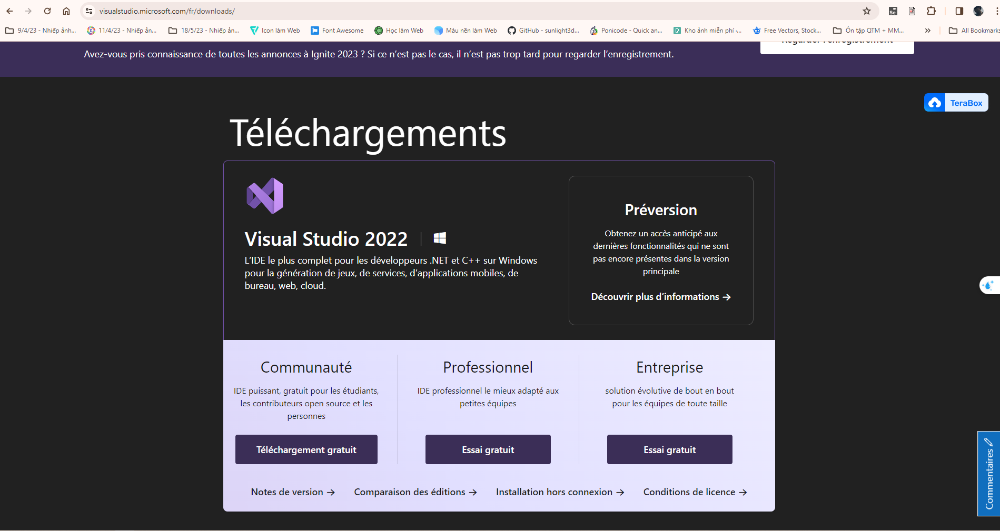 visualstudio.microsoft.com/fr/downloads/
9/4/23 - Nhiếp ảnh...
11/4/23 - Nhiếp ản...
18/5/23 - Nhiếp ản...
Icon làm Web
Font Awesome
Học làm Web
Màu nền làm Web
GitHub - sunlight3d...
Ponicode - Quick an...
Kho ảnh miễn phí -...
Free Vectors, Stock...
Ôn tập QTM + MM...
All Bookmarks
Regarder l'enregistrement
Avez-vous pris connaissance de toutes les annonces à Ignite 2023 ? Si ce n’est pas le cas, il n’est pas trop tard pour regarder l’enregistrement.
TeraBox
Téléchargements
Visual Studio 2022
L’IDE le plus complet pour les développeurs .NET et C++ sur Windows
pour la génération de jeux, de services, d’applications mobiles, de
bureau, web, cloud.
Préversion
Obtenez un accès anticipé aux
dernières fonctionnalités qui ne sont
pas encore présentes dans la version
principale
Découvrir plus d’informations →
Communauté
IDE puissant, gratuit pour les étudiants,
les contributeurs open source et les
personnes
Téléchargement gratuit
Professionnel
IDE professionnel le mieux adapté aux
petites équipes
Essai gratuit
Entreprise
solution évolutive de bout en bout
pour les équipes de toute taille
Essai gratuit
Notes de version →
Comparaison des éditions →
Installation hors connexion →
Conditions de licence →
Commentaires